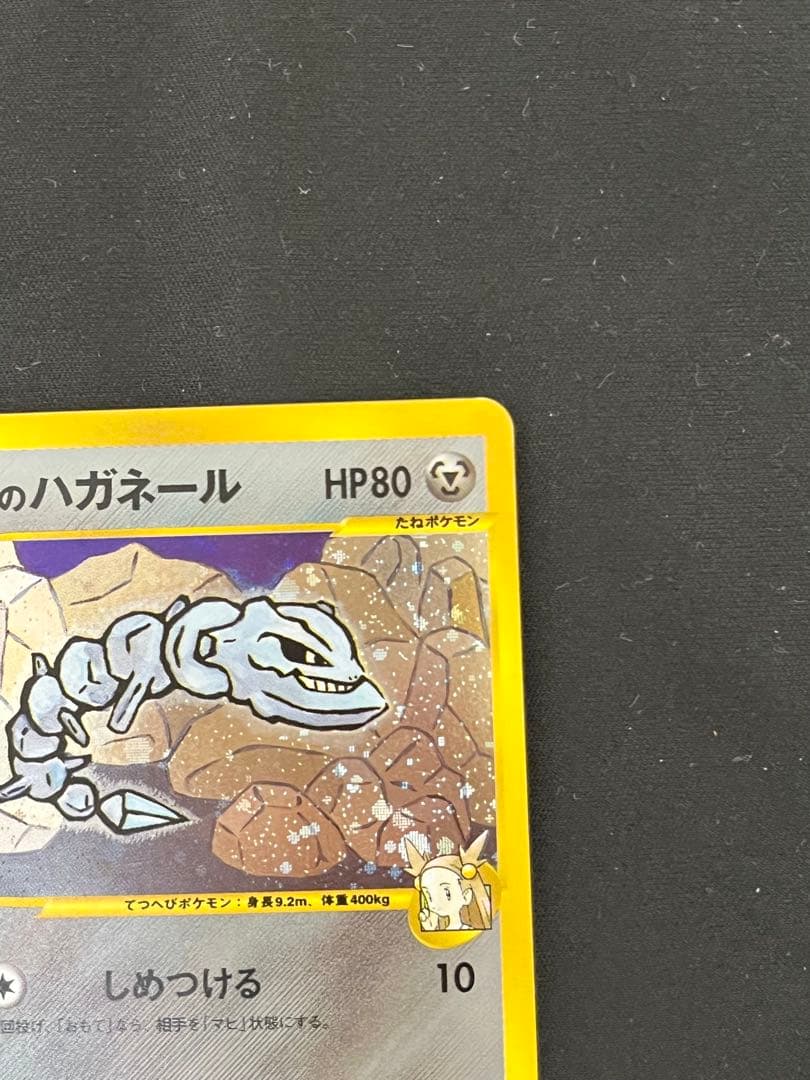 のハガネール HP80
たねポケモン
てつへびポケモン：身長9.2m、体重400kg
しめつける 10
回投げ、「おもて」なら、相手を「マヒ」状態にする。